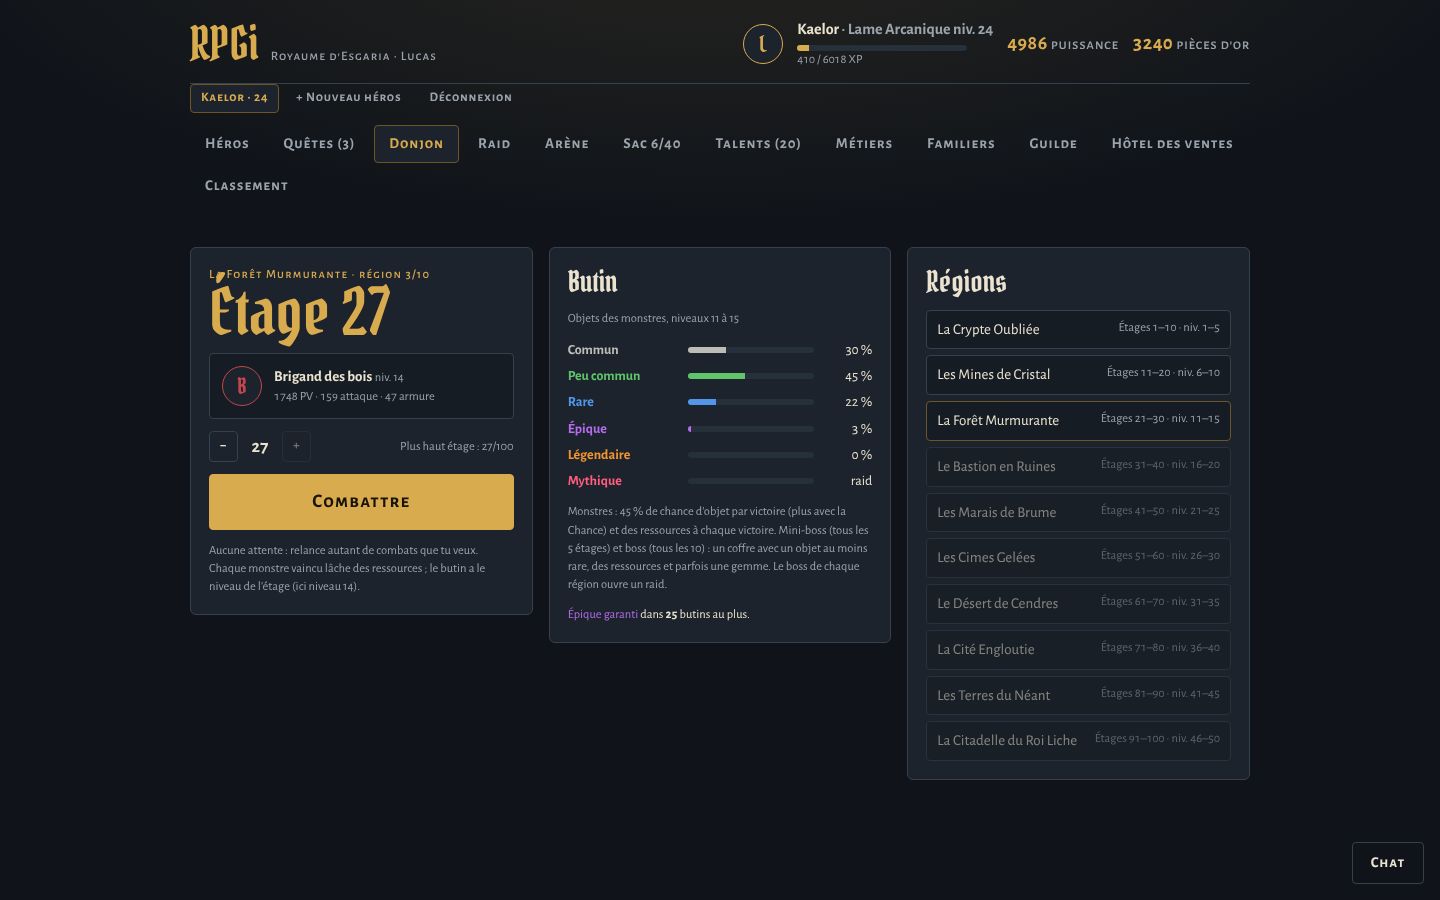 RPGi
Royaume d'Esgaria · Lucas
L
Kaelor · Lame Arcanique niv. 24
410 / 6018 XP
4986 puissance
3240 pièces d'or
Kaelor · 24
+ Nouveau héros
Déconnexion
Héros
Quêtes (3)
Donjon
Raid
Arène
Sac 6/40
Talents (20)
Métiers
Familiers
Guilde
Hôtel des ventes
Classement
La Forêt Murmurante · région 3/10
Étage 27
B
Brigand des bois niv. 14
1748 PV · 159 attaque · 47 armure
− 27 +
Plus haut étage : 27/100
Combattre
Aucune attente : relance autant de combats que tu veux.
Chaque monstre vaincu lâche des ressources ; le butin a le
niveau de l'étage (ici niveau 14).
Butin
Objets des monstres, niveaux 11 à 15
Commun 30 %
Peu commun 45 %
Rare 22 %
Épique 3 %
Légendaire 0 %
Mythique raid
Monstres : 45 % de chance d'objet par victoire (plus avec la
Chance) et des ressources à chaque victoire. Mini-boss (tous les
5 étages) et boss (tous les 10) : un coffre avec un objet au moins
rare, des ressources et parfois une gemme. Le boss de chaque
région ouvre un raid.
Épique garanti dans 25 butins au plus.
Régions
La Crypte Oubliée Étages 1–10 · niv. 1–5
Les Mines de Cristal Étages 11–20 · niv. 6–10
La Forêt Murmurante Étages 21–30 · niv. 11–15
Le Bastion en Ruines Étages 31–40 · niv. 16–20
Les Marais de Brume Étages 41–50 · niv. 21–25
Les Cimes Gelées Étages 51–60 · niv. 26–30
Le Désert de Cendres Étages 61–70 · niv. 31–35
La Cité Engloutie Étages 71–80 · niv. 36–40
Les Terres du Néant Étages 81–90 · niv. 41–45
La Citadelle du Roi Liche Étages 91–100 · niv. 46–50
Chat